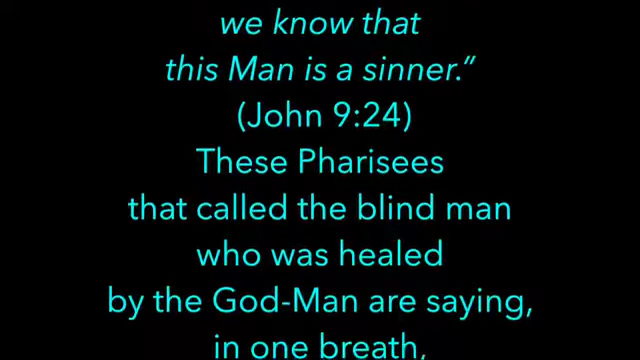 we know that
this Man is a sinner.”
(John 9:24)
These Pharisees
that called the blind man
who was healed
by the God-Man are saying,
in one breath,